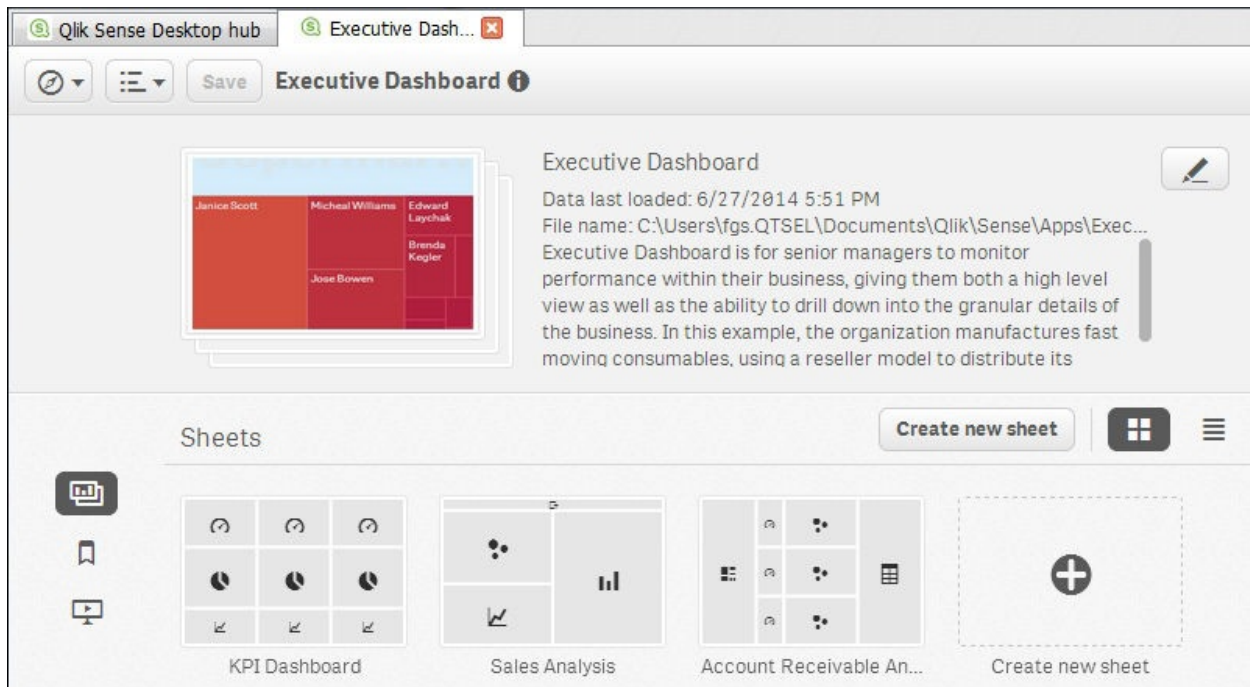 Qlik Sense Desktop hub
Executive Dash...
Save
Executive Dashboard
Executive Dashboard
Data last loaded: 6/27/2014 5:51 PM
File name: C:\Users\fgs.QTSEL\Documents\Qlik\Sense\Apps\Exec...
Executive Dashboard is for senior managers to monitor
performance within their business, giving them both a high level
view as well as the ability to drill down into the granular details of
the business. In this example, the organization manufactures fast
moving consumables, using a reseller model to distribute its
Janice Scott
Micheal Williams
Edward
Laychak
Brenda
Kegler
Jose Bowen
Sheets
Create new sheet
KPI Dashboard
Sales Analysis
Account Receivable An...
Create new sheet